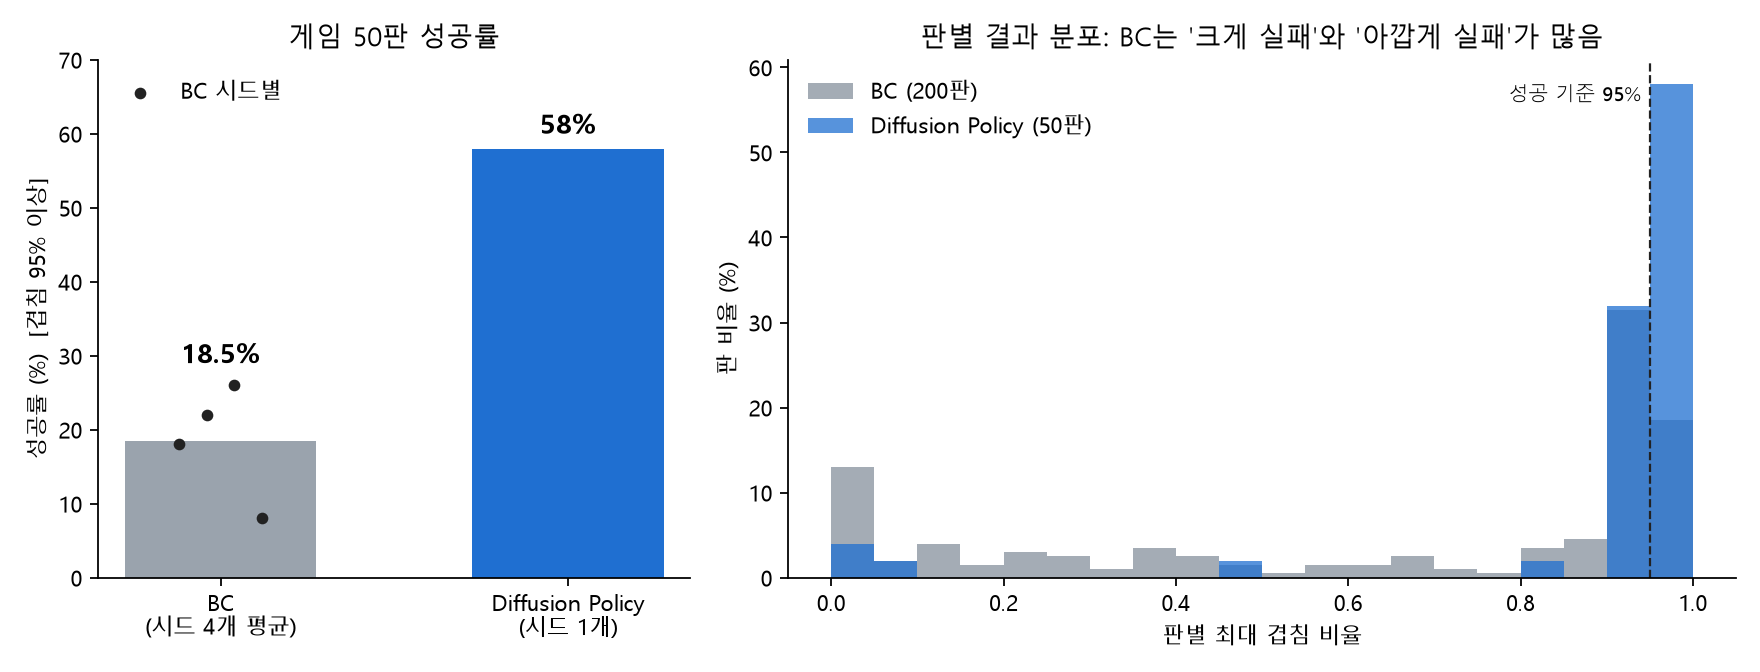 게임 50판 성공률
성공률 (%)  [겹침 95% 이상]
70
60
50
40
30
20
10
0
BC 시드별
18.5%
58%
BC
(시드 4개 평균)
Diffusion Policy
(시드 1개)
판별 결과 분포: BC는 '크게 실패'와 '아깝게 실패'가 많음
판 비율 (%)
60
50
40
30
20
10
0
BC (200판)
Diffusion Policy (50판)
성공 기준 95%
0.0
0.2
0.4
0.6
0.8
1.0
판별 최대 겹침 비율